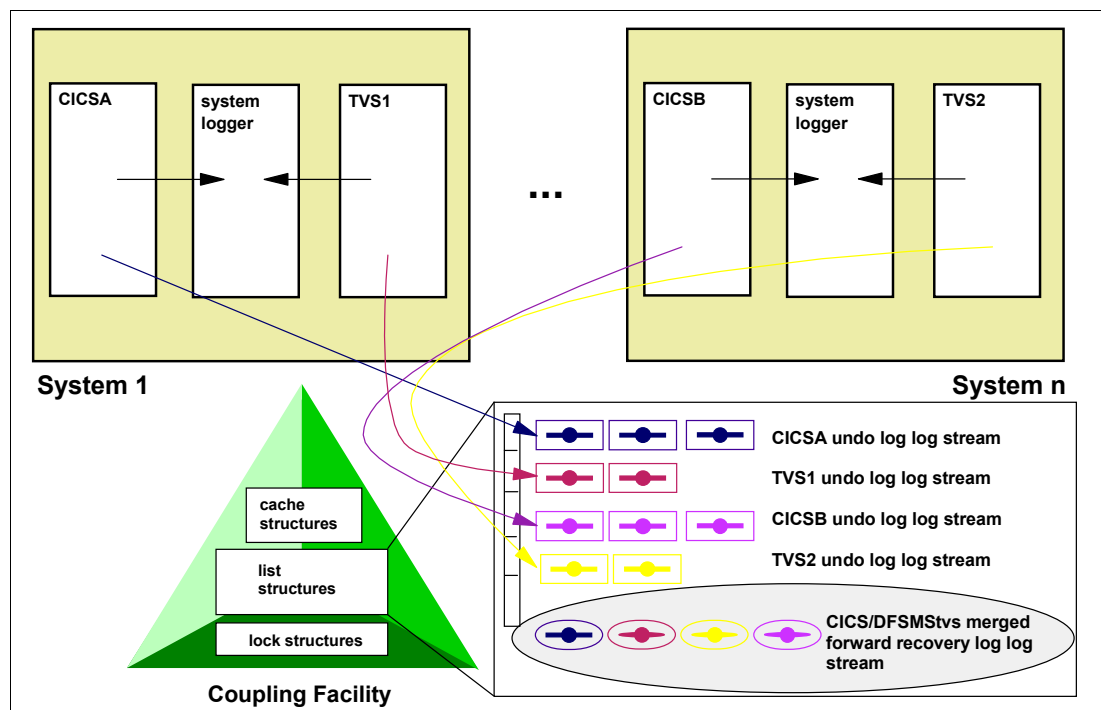 CICSA
system
logger
TVS1
...
CICSB
system
logger
TVS2
System 1
System n
cache
structures
list
structures
lock structures
Coupling Facility
CICSA undo log log stream
TVS1 undo log log stream
CICSB undo log log stream
TVS2 undo log log stream
CICS/DFSMStvs merged
forward recovery log log
stream